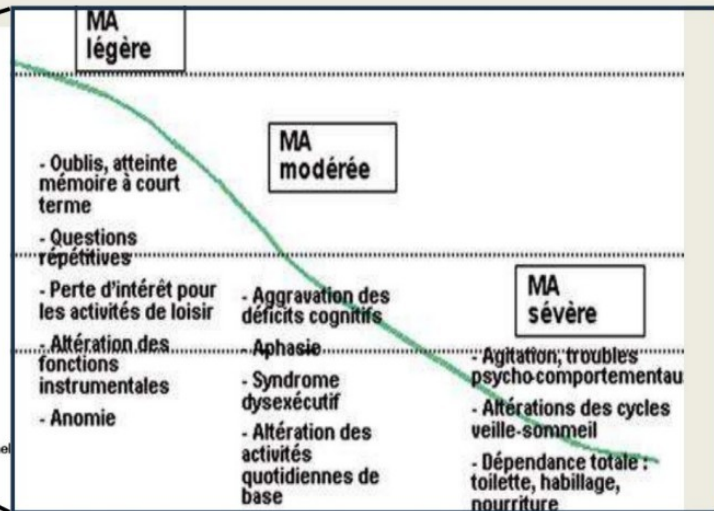 MA
légère
- Oublis, atteinte
mémoire à court
terme
- Questions
répétitives
- Perte d'intérêt pour
les activités de loisir
- Altération des
fonctions
instrumentales
- Anomie
MA
modérée
- Aggravation des
déficits cognitifs
- Aphasie
- Syndrome
dysexécutif
- Altération des
activités
quotidiennes de
base
MA
sévère
- Agitation, troubles
psycho-comportementau
- Altérations des cycles
veille-sommeil
- Dépendance totale :
toilette, habillage,
nourriture
el